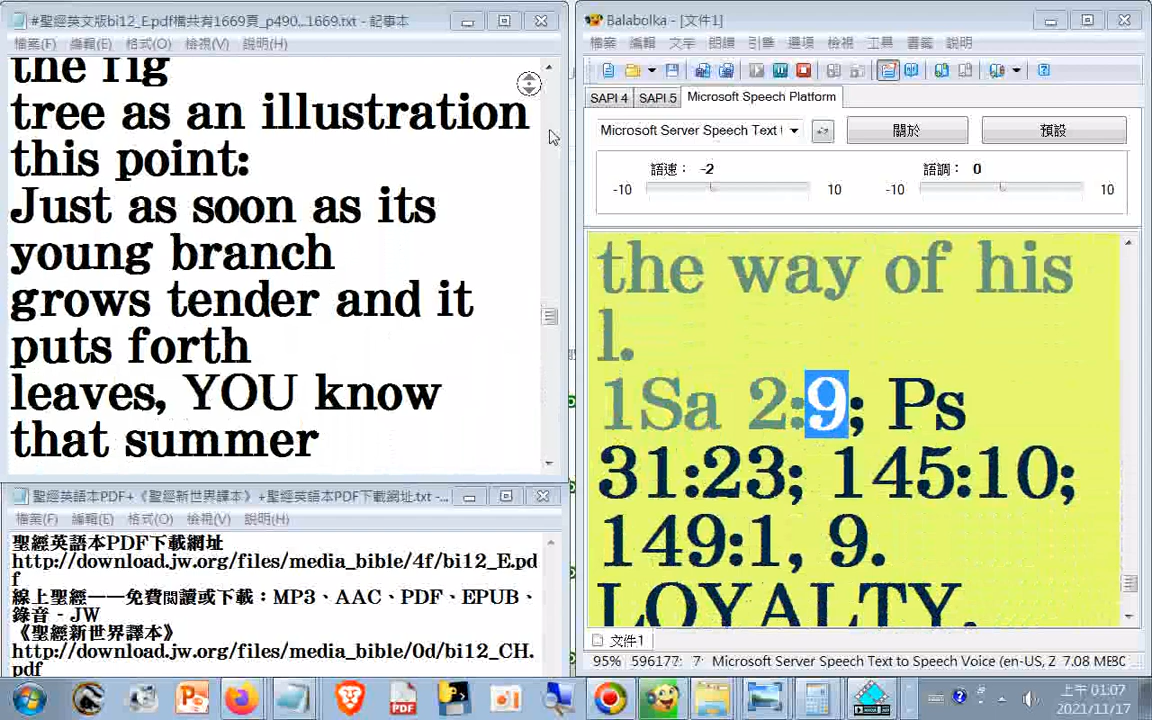 #聖經英文版bi12_E.pdf檔共有1669頁_p490,..1669.txt - 記事本
檔案(F) 編輯(E) 格式(O) 檢視(V) 說明(H)
the fig
tree as an illustration
this point:
Just as soon as its
young branch
grows tender and it
puts forth
leaves, YOU know
that summer
聖經英語本PDF+《聖經新世界譯本》+聖經英語本PDF下載網址.txt -...
檔案(F) 編輯(E) 格式(O) 檢視(V) 說明(H)
聖經英語本PDF下載網址
http://download.jw.org/files/media_bible/4f/bi12_E.pd
f
線上聖經──免費閱讀或下載：MP3、AAC、PDF、EPUB、
錄音 - JW
《聖經新世界譯本》
http://download.jw.org/files/media_bible/0d/bi12_CH.
pdf
Balabolka - [文件1]
檔案 編輯 文字 朗讀 引擎 選項 檢視 工具 書籤 說明
SAPI 4 SAPI 5 Microsoft Speech Platform
Microsoft Server Speech Text 關於 預設
語速： -2 語調： 0
-10 10 -10 10
the way of his
l.
1Sa 2:9; Ps
31:23; 145:10;
149:1, 9.
LOYALTY.
文件1
95% 596177: 7 Microsoft Server Speech Text to Speech Voice (en-US, Z 7.08 МЕБС
PDF
上午 01:07
2021/11/17